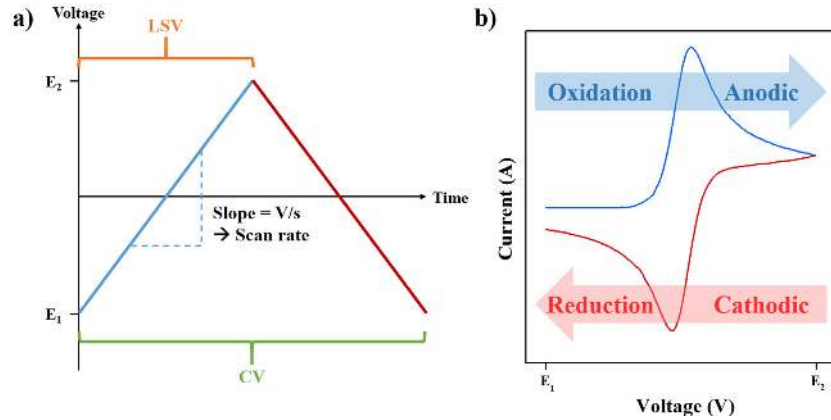 a)
Voltage
LSV
E2
Time
Slope = V/s
→ Scan rate
E1
CV
b)
Oxidation Anodic
Current (A)
Reduction Cathodic
E1
E2
Voltage (V)